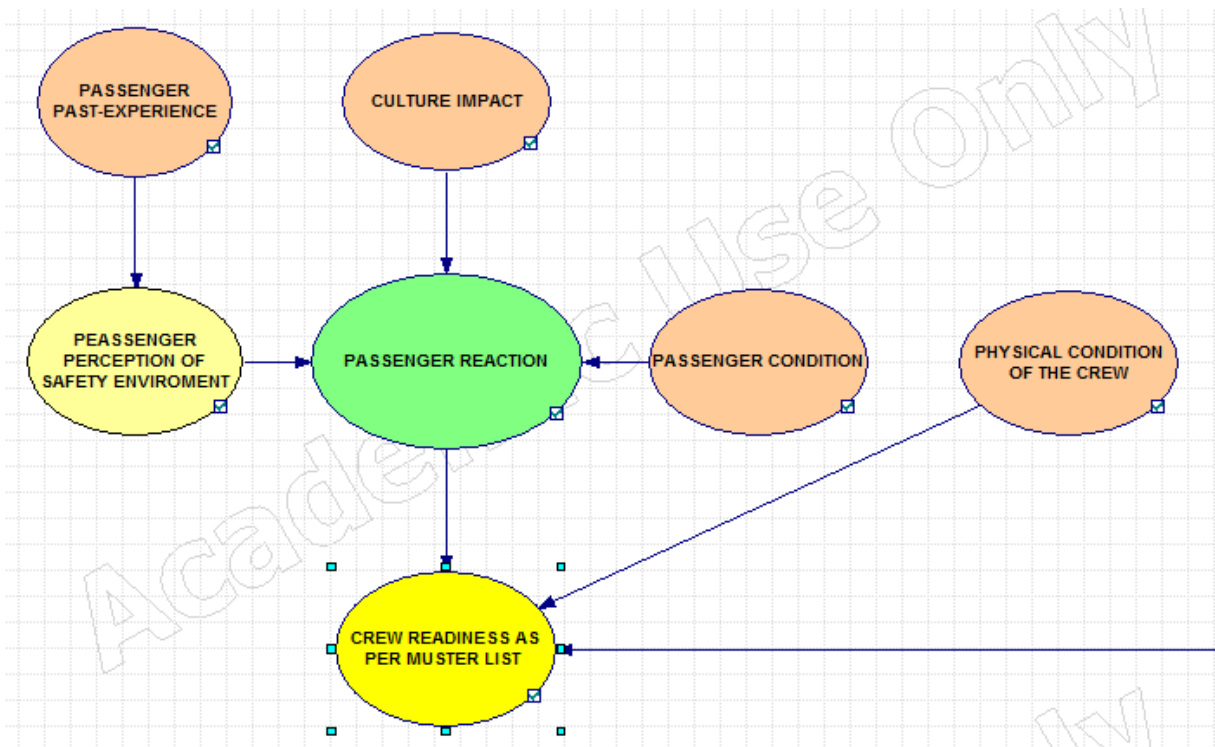 PASSENGER
PAST-EXPERIENCE
CULTURE IMPACT
PEASSENGER
PERCEPTION OF
SAFETY ENVIROMENT
PASSENGER REACTION
PASSENGER CONDITION
PHYSICAL CONDITION
OF THE CREW
CREW READINESS AS
PER MUSTER LIST
Academic Use Only
ly